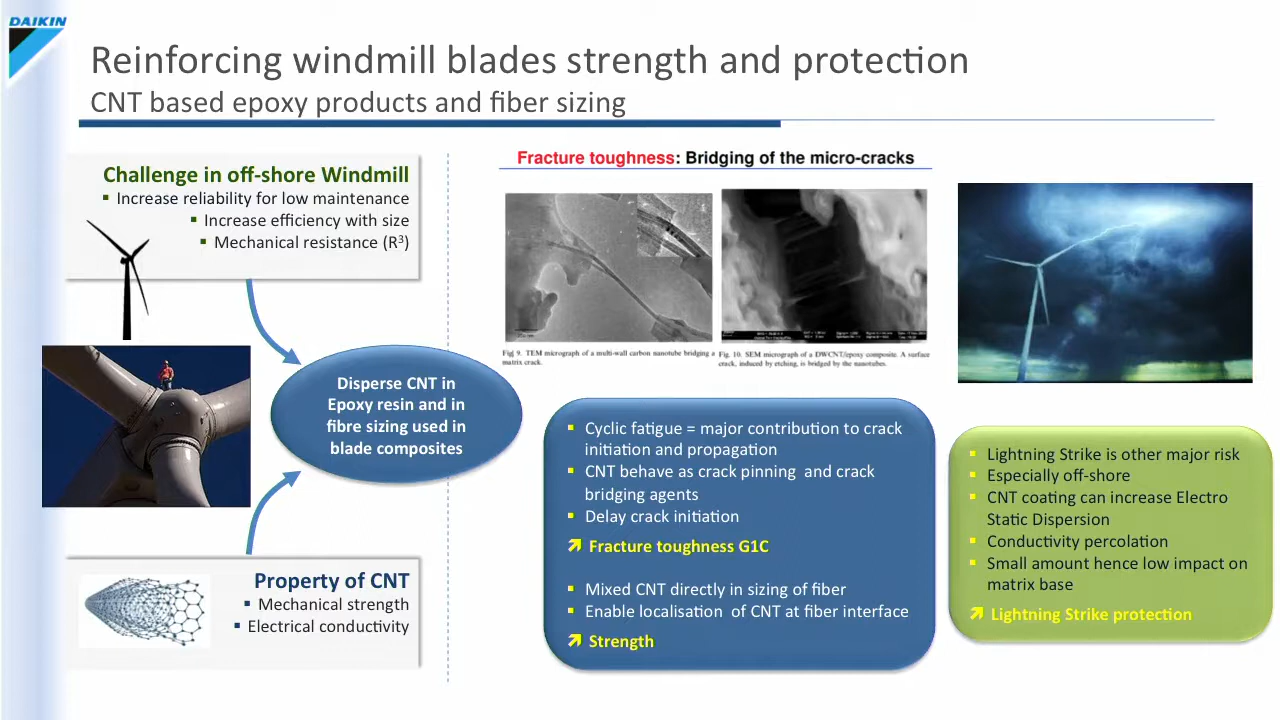 DAIKIN
Reinforcing windmill blades strength and protection
CNT based epoxy products and fiber sizing
Challenge in off-shore Windmill
▪ Increase reliability for low maintenance
▪ Increase efficiency with size
▪ Mechanical resistance (R³)
Disperse CNT in
Epoxy resin and in
fibre sizing used in
blade composites
Property of CNT
▪ Mechanical strength
▪ Electrical conductivity
Fracture toughness: Bridging of the micro-cracks
Fig 9. TEM micrograph of a multi-wall carbon nanotube bridging a
matrix crack.
Fig. 10. SEM micrograph of a DWCNT/epoxy composite. A surface
crack, induced by etching, is bridged by the nanotubes.
▪ Cyclic fatigue = major contribution to crack
initiation and propagation
▪ CNT behave as crack pinning and crack
bridging agents
▪ Delay crack initiation
↗ Fracture toughness G1C
▪ Mixed CNT directly in sizing of fiber
▪ Enable localisation of CNT at fiber interface
↗ Strength
▪ Lightning Strike is other major risk
▪ Especially off-shore
▪ CNT coating can increase Electro
Static Dispersion
▪ Conductivity percolation
▪ Small amount hence low impact on
matrix base
↗ Lightning Strike protection